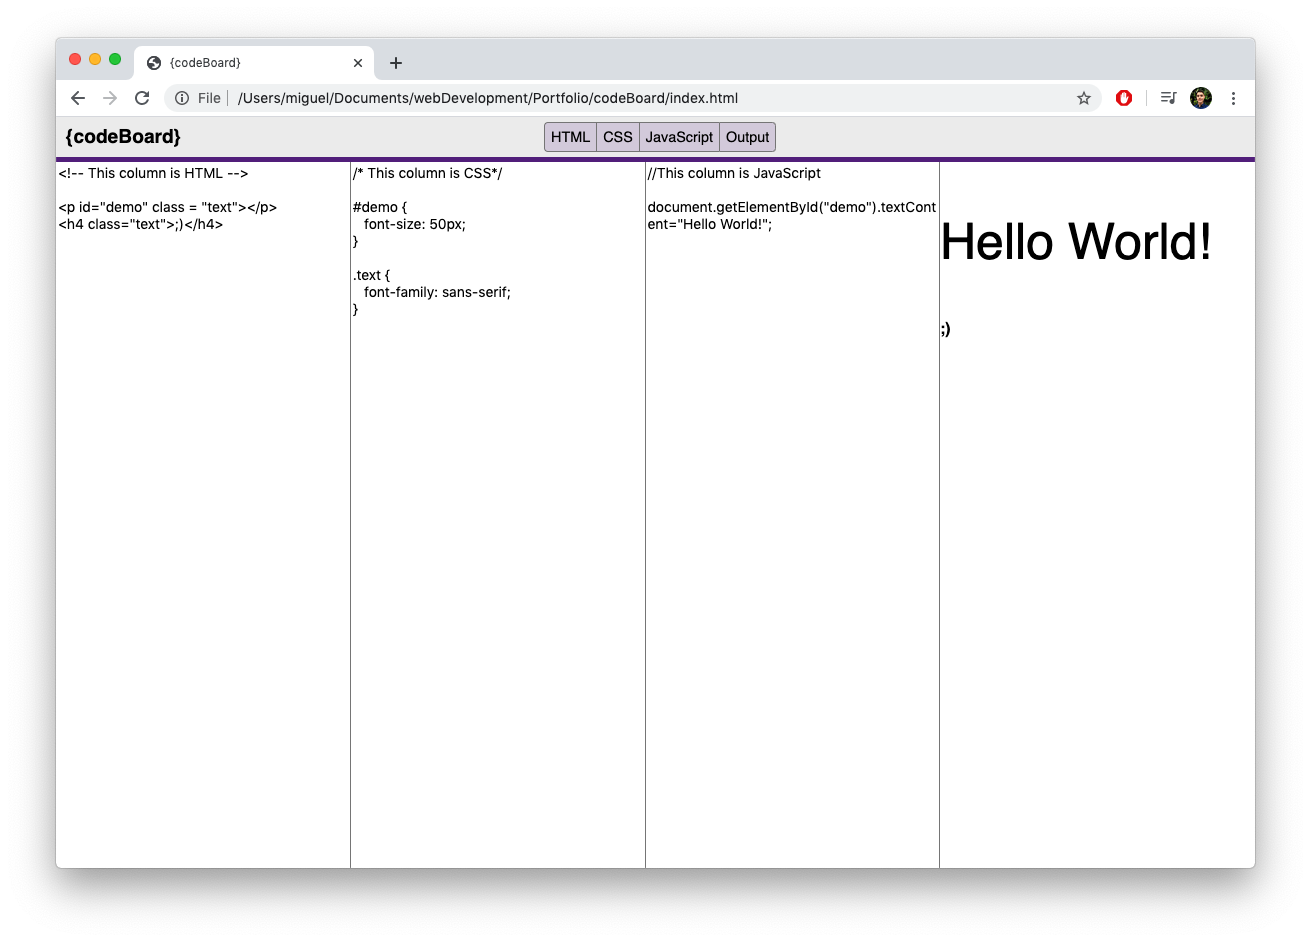 {codeBoard}
File | /Users/miguel/Documents/webDevelopment/Portfolio/codeBoard/index.html
{codeBoard}
HTML CSS JavaScript Output
<!-- This column is HTML -->
<p id="demo" class = "text"></p>
<h4 class="text">;)</h4>
/* This column is CSS*/
#demo {
font-size: 50px;
}
.text {
font-family: sans-serif;
}
//This column is JavaScript
document.getElementById("demo").textCont
ent="Hello World!";
Hello World!
;)